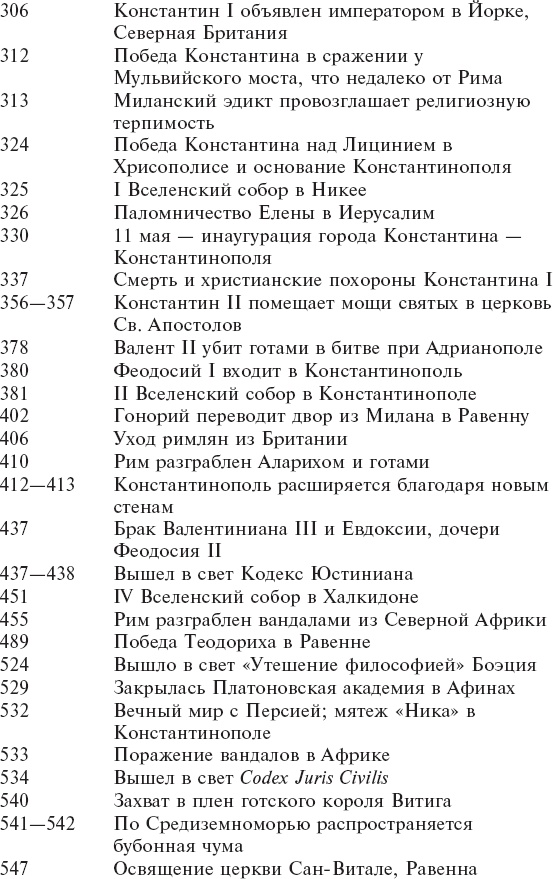 306 Константин I объявлен императором в Йорке,
Северная Британия
312 Победа Константина в сражении у
Мульвийского моста, что недалеко от Рима
313 Миланский эдикт провозглашает религиозную
терпимость
324 Победа Константина над Лицинием в
Хрисополисе и основание Константинополя
325 I Вселенский собор в Никее
326 Паломничество Елены в Иерусалим
330 11 мая — инаугурация города Константина —
Константинополя
337 Смерть и христианские похороны Константина I
356—357 Константин II помещает мощи святых в церковь
Св. Апостолов
378 Валент II убит готами в битве при Адрианополе
380 Феодосий I входит в Константинополь
381 II Вселенский собор в Константинополе
402 Гонорий переводит двор из Милана в Равенну
406 Уход римлян из Британии
410 Рим разграблен Аларихом и готами
412—413 Константинополь расширяется благодаря новым
стенам
437 Брак Валентиниана III и Евдоксии, дочери
Феодосия II
437—438 Вышел в свет Кодекс Юстиниана
451 IV Вселенский собор в Халкидоне
455 Рим разграблен вандалами из Северной Африки
489 Победа Теодориха в Равенне
524 Вышло в свет «Утешение философией» Боэция
529 Закрылась Платоновская академия в Афинах
532 Вечный мир с Персией; мятеж «Ника» в
Константинополе
533 Поражение вандалов в Африке
534 Вышел в свет Codex Juris Civilis
540 Захват в плен готского короля Витига
541—542 По Средиземноморью распространяется
бубонная чума
547 Освящение церкви Сан-Витале, Равенна